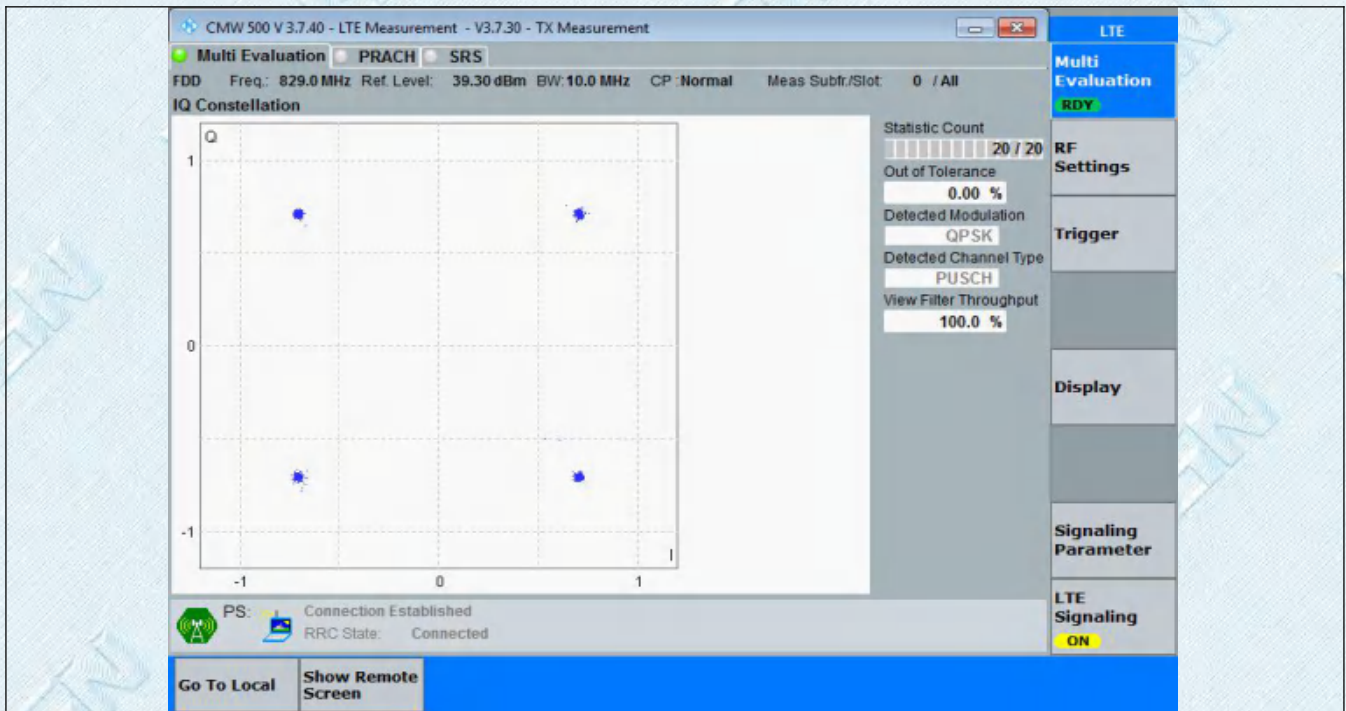 CMW 500 V 3.7.40 - LTE Measurement - V3.7.30 - TX Measurement
LTE
Multi Evaluation PRACH SRS
FDD Freq.: 829.0 MHz Ref. Level: 39.30 dBm BW: 10.0 MHz CP :Normal Meas Subfr./Slot: 0 / All
IQ Constellation
Q
1
0
-1
-1 0 1
I
Statistic Count
20 / 20
Out of Tolerance
0.00 %
Detected Modulation
QPSK
Detected Channel Type
PUSCH
View Filter Throughput
100.0 %
Multi
Evaluation
RDY
RF
Settings
Trigger
Display
Signaling
Parameter
LTE
Signaling
ON
PS: Connection Established
RRC State: Connected
Go To Local
Show Remote
Screen